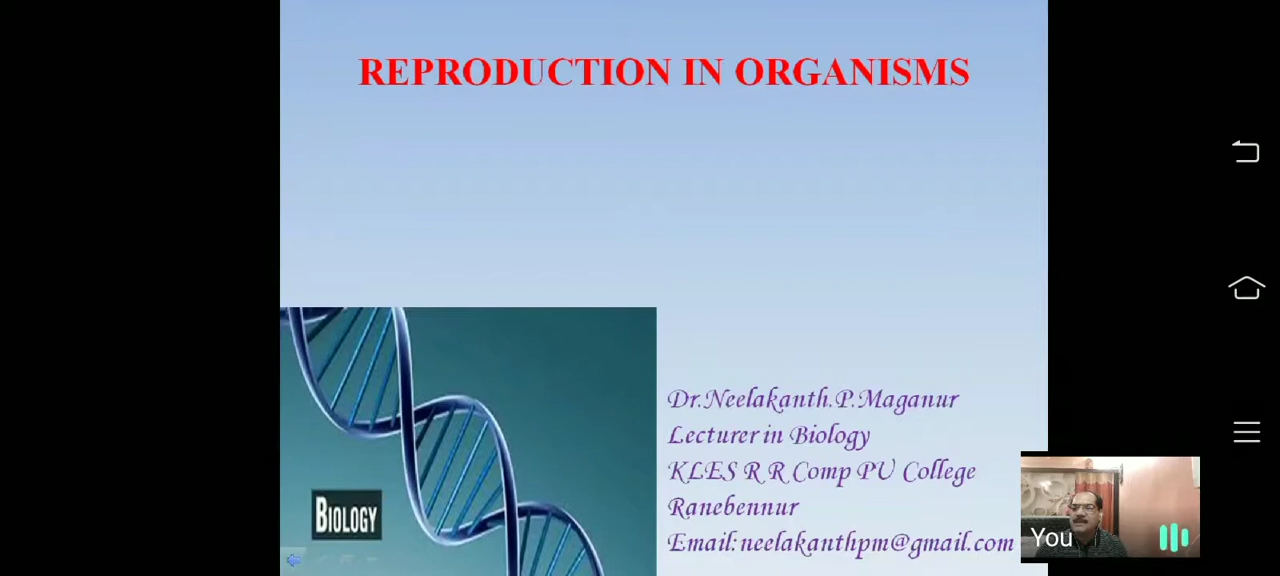 REPRODUCTION IN ORGANISMS
Dr.Neelakanth.P.Maganur
Lecturer in Biology
KLES R R Comp PU College
Ranebennur
Email:neelakanthpm@gmail.com
BIOLOGY
You